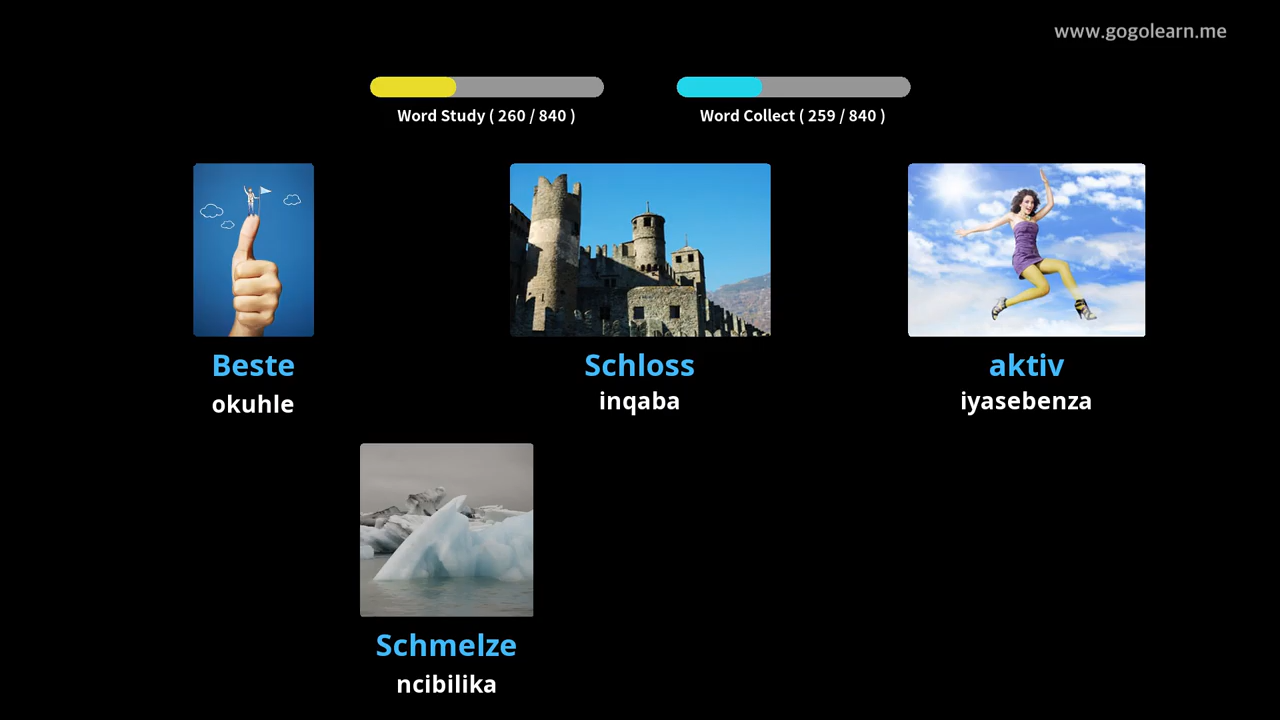 www.gogolearn.me
Word Study ( 260 / 840 )
Word Collect ( 259 / 840 )
Beste
okuhle
Schloss
inqaba
aktiv
iyasebenza
Schmelze
ncibilika